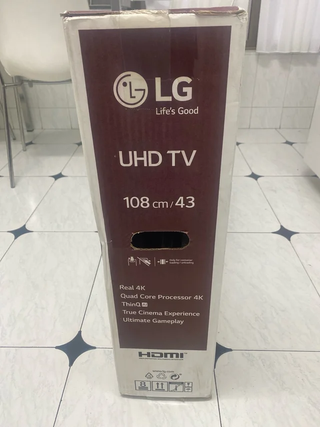 LG
Life's Good
UHD TV
108 cm/43
Real 4K
Quad Core Processor 4K
ThinQ AI
True Cinema Experience
Ultimate Gameplay
HDMI